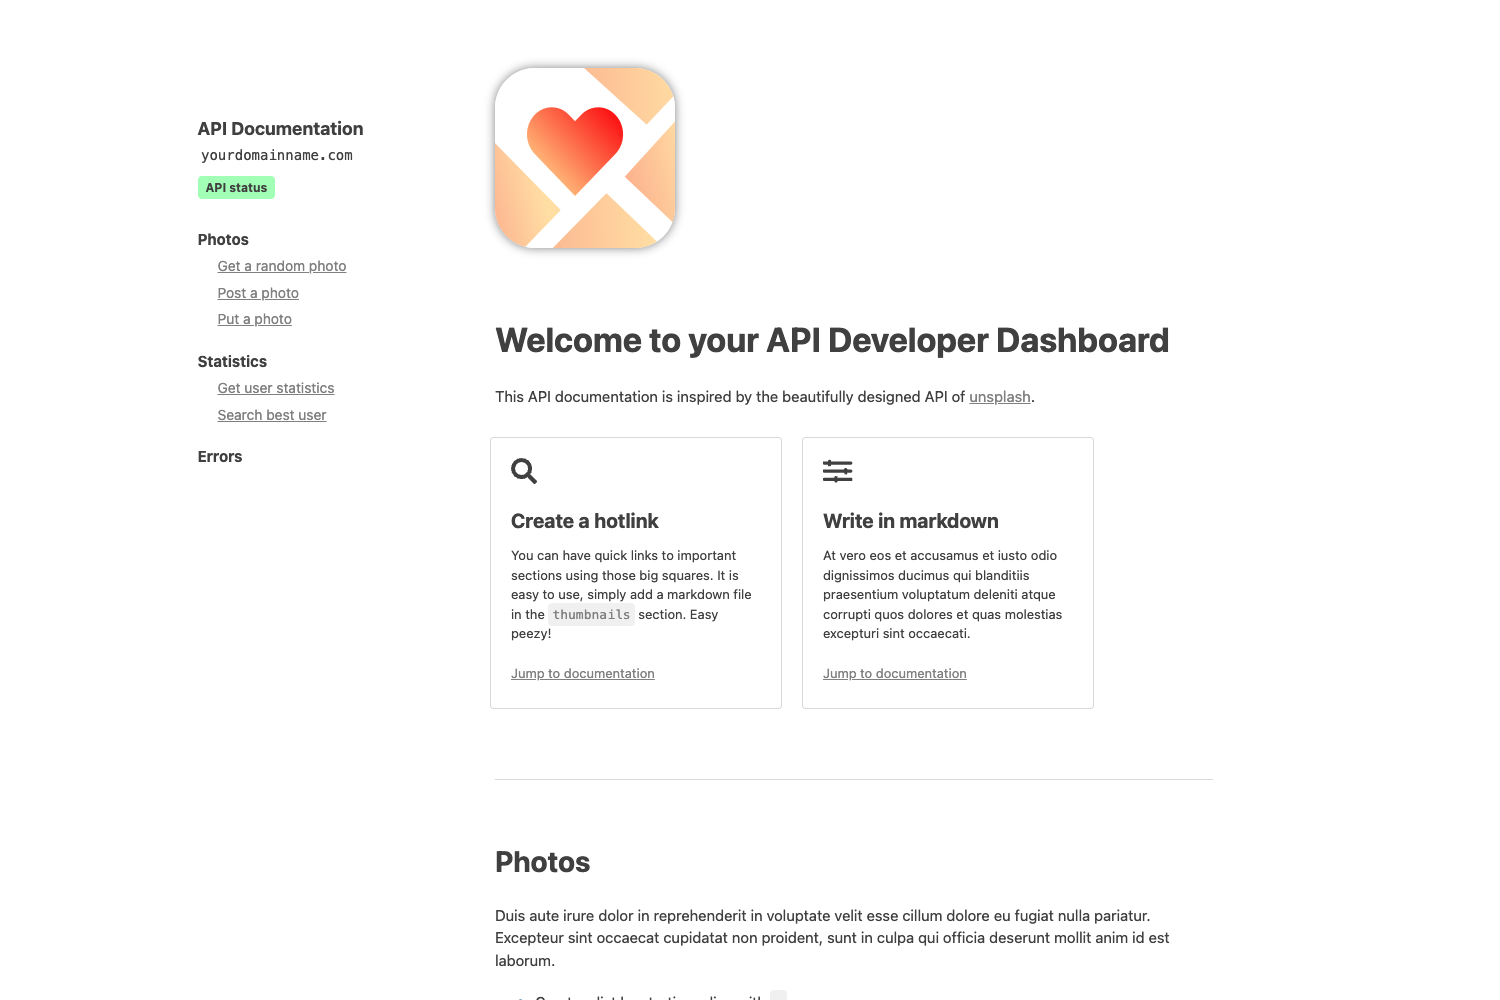 API Documentation
yourdomainname.com
API status
Photos
Get a random photo
Post a photo
Put a photo
Statistics
Get user statistics
Search best user
Errors
Welcome to your API Developer Dashboard
This API documentation is inspired by the beautifully designed API of unsplash.
Create a hotlink
You can have quick links to important
sections using those big squares. It is
easy to use, simply add a markdown file
in the thumbnails section. Easy
peezy!
Jump to documentation
Write in markdown
At vero eos et accusamus et iusto odio
dignissimos ducimus qui blanditiis
praesentium voluptatum deleniti atque
corrupti quos dolores et quas molestias
excepturi sint occaecati.
Jump to documentation
Photos
Duis aute irure dolor in reprehenderit in voluptate velit esse cillum dolore eu fugiat nulla pariatur.
Excepteur sint occaecat cupidatat non proident, sunt in culpa qui officia deserunt mollit anim id est
laborum.